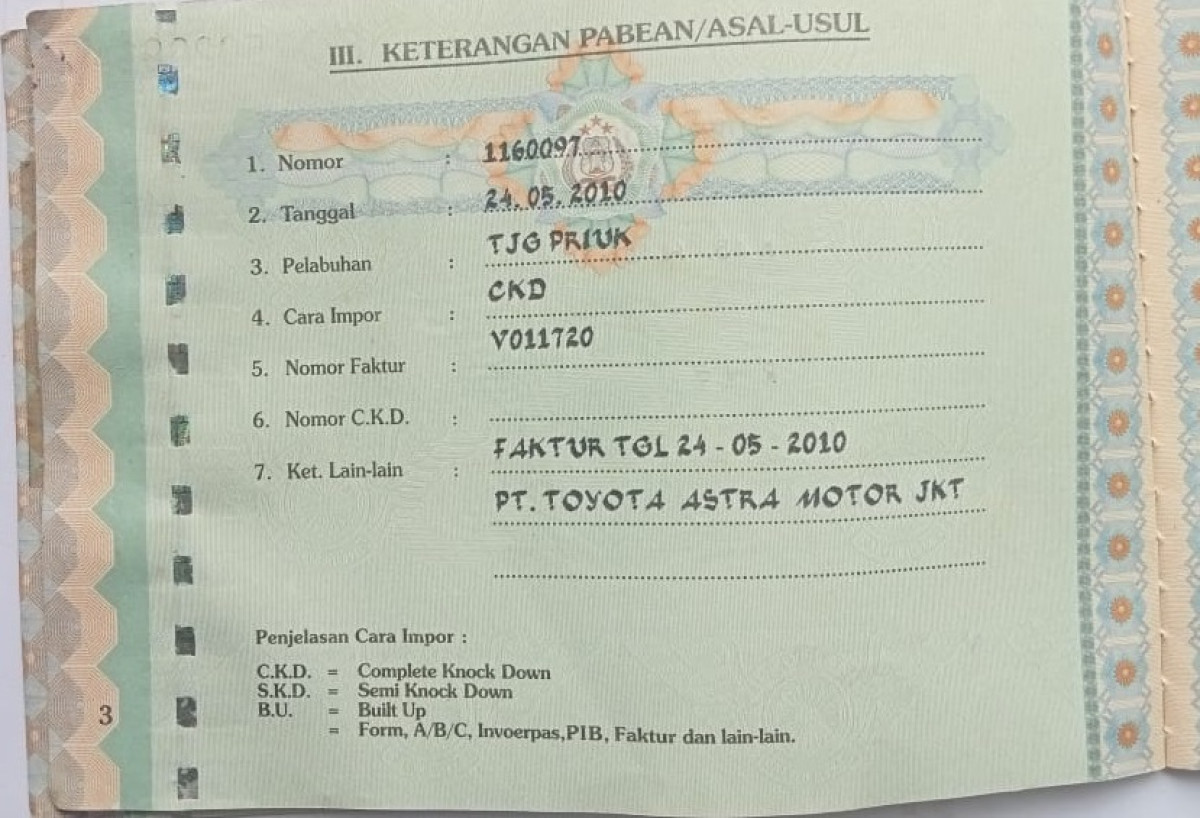 III. KETERANGAN PABEAN/ASAL-USUL
1. Nomor : 1160097
2. Tanggal : 24.05.2010
3. Pelabuhan : TJG PRIUK
4. Cara Impor : CKD
5. Nomor Faktur : V011720
6. Nomor C.K.D. :
7. Ket. Lain-lain : FAKTUR TGL 24 - 05 - 2010
PT. TOYOTA ASTRA MOTOR JKT
Penjelasan Cara Impor :
C.K.D. = Complete Knock Down
S.K.D. = Semi Knock Down
B.U. = Built Up
= Form, A/B/C, Invoerpas,PIB, Faktur dan lain-lain.
3